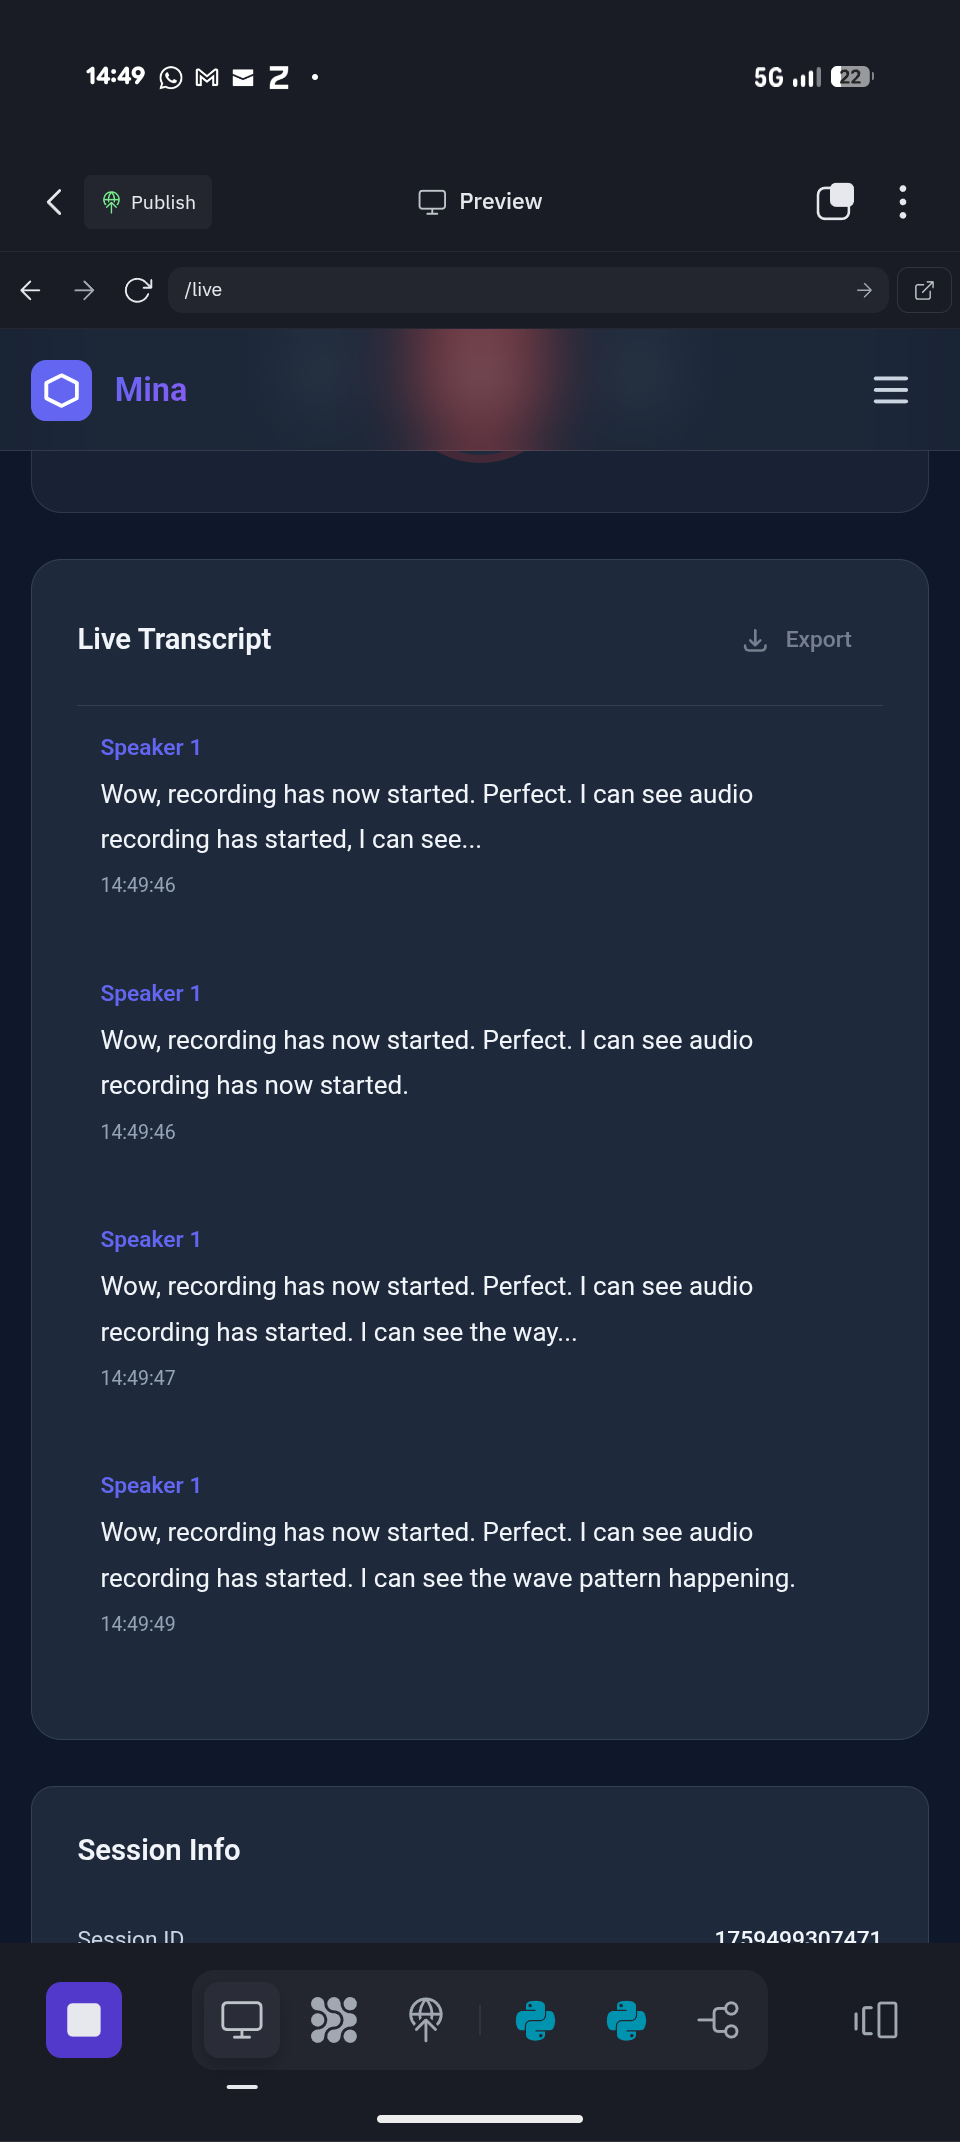 14:49
5G
22
Publish
Preview
/live
Mina
Live Transcript
Export
Speaker 1
Wow, recording has now started. Perfect. I can see audio
recording has started, I can see...
14:49:46
Speaker 1
Wow, recording has now started. Perfect. I can see audio
recording has now started.
14:49:46
Speaker 1
Wow, recording has now started. Perfect. I can see audio
recording has started. I can see the way...
14:49:47
Speaker 1
Wow, recording has now started. Perfect. I can see audio
recording has started. I can see the wave pattern happening.
14:49:49
Session Info
Session ID
1759499307471